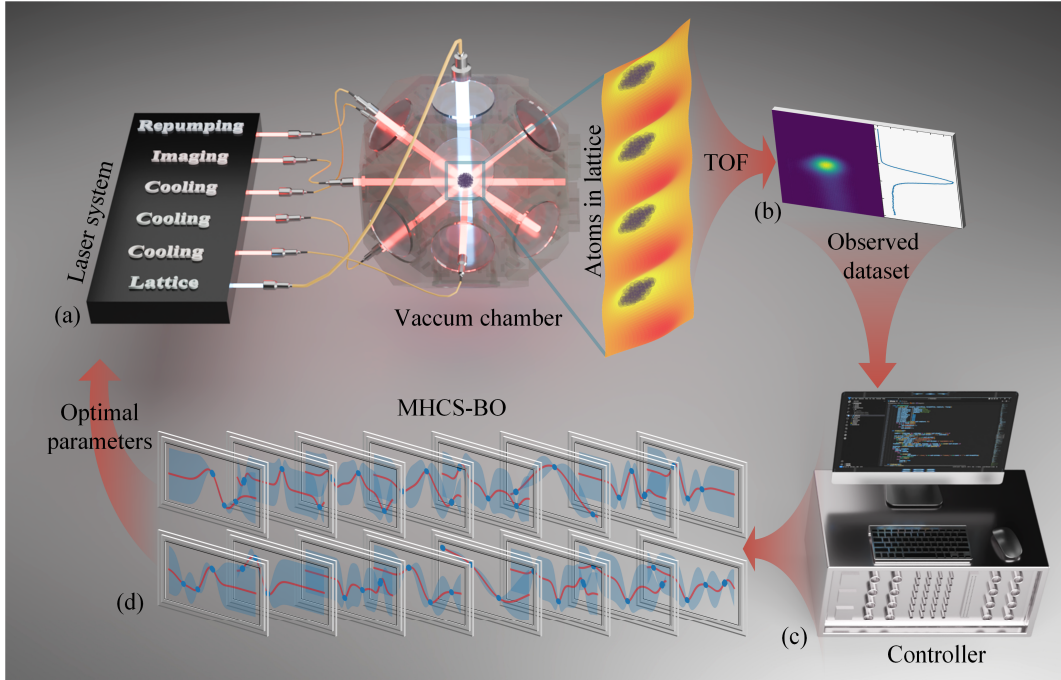 Laser system
Repumping
Imaging
Cooling
Cooling
Cooling
Lattice
(a)
Vaccum chamber
Atoms in lattice
TOF
(b)
Observed
dataset
Optimal
parameters
MHCS-BO
(d)
(c)
Controller